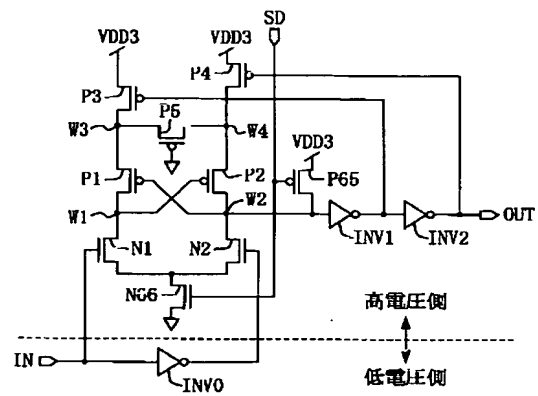 SD
VDD3
VDD3
P4
P3
P5
W3
W4
VDD3
P1
P2
P65
W1
W2
OUT
INV1
INV2
N1
N2
N66
高電圧側
IN
低電圧側
INV0